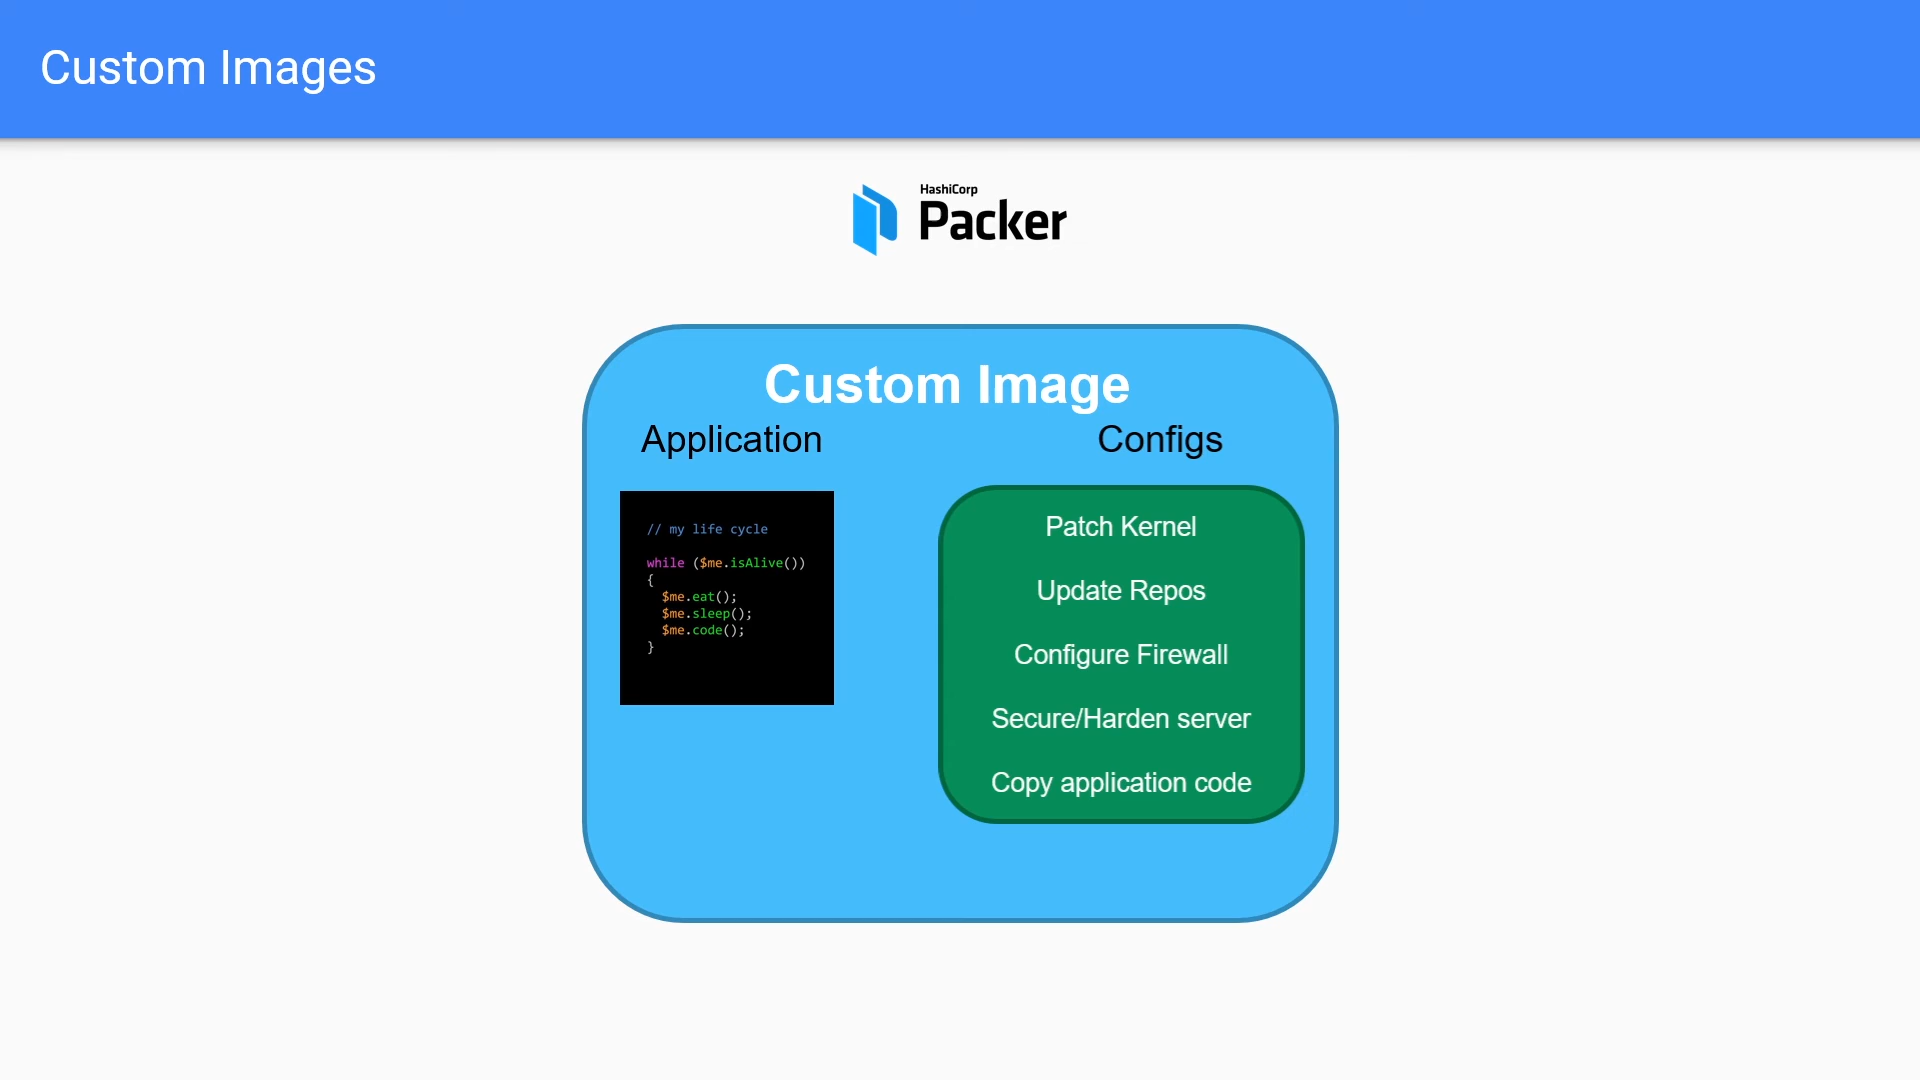 Custom Images
HashiCorp
Packer
Custom Image
Application
Configs
// my life cycle
while ($me.isAlive())
{
$me.eat();
$me.sleep();
$me.code();
}
Patch Kernel
Update Repos
Configure Firewall
Secure/Harden server
Copy application code